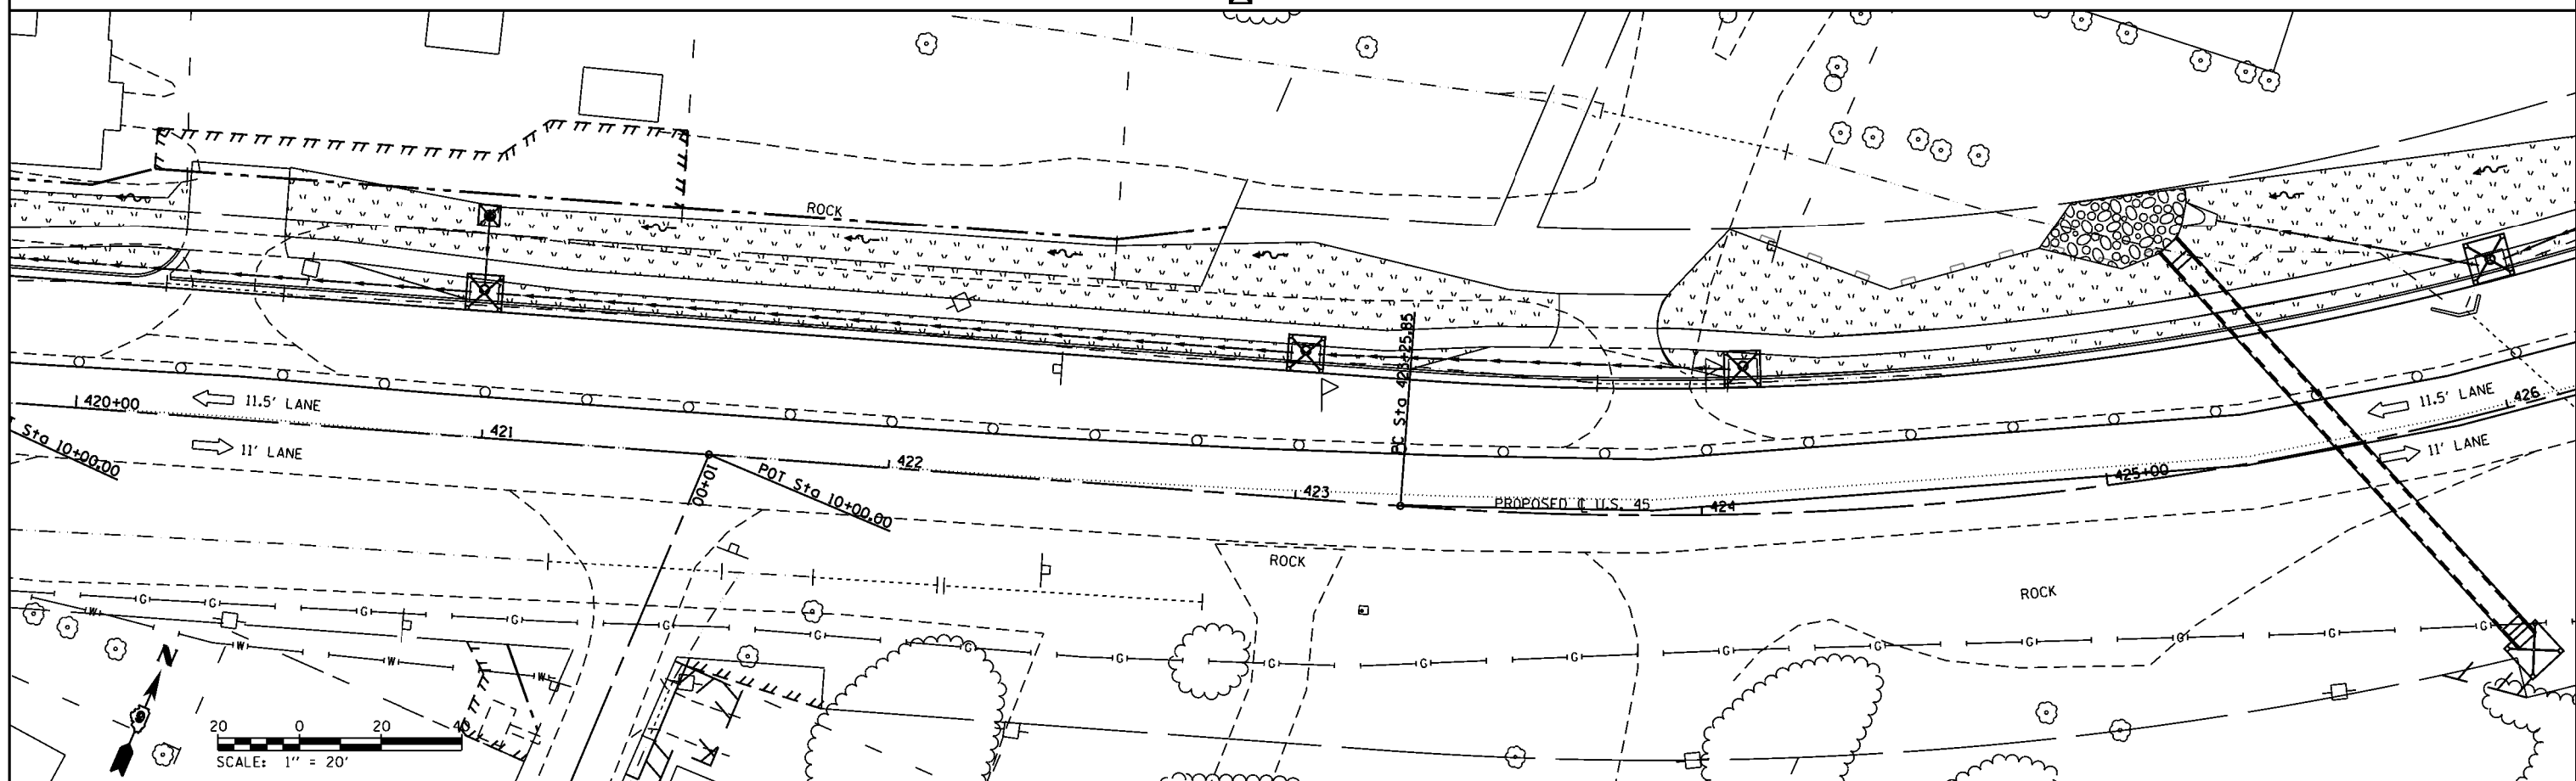 ROCK
PC Sta 423+25.85
420+00
11.5' LANE
11' LANE
Sta 10+00.00
421
10+00
POT Sta 10+00.00
422
423
PROPOSED ℄ U.S. 45
424
425+00
11.5' LANE
426
11' LANE
ROCK
ROCK
G G G G G G G G G G G G G G G G
W W W W
N
20 0 20 40
SCALE: 1" = 20'